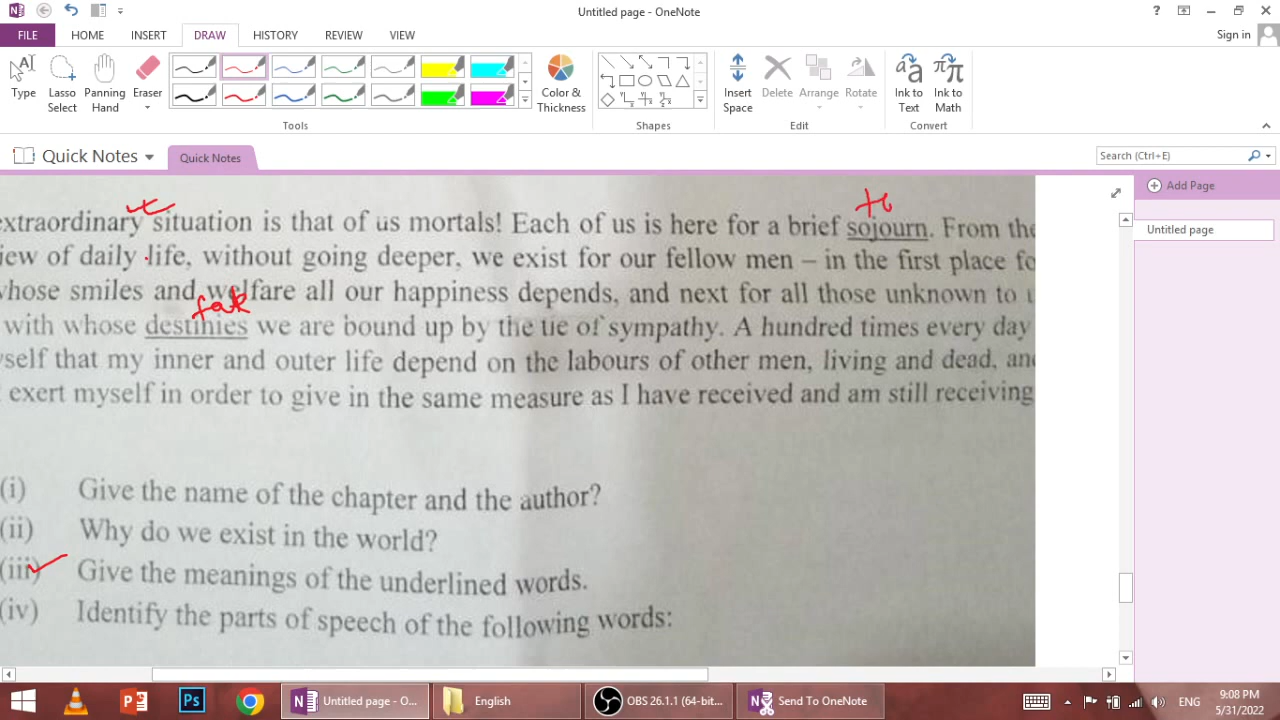 Untitled page - OneNote
?
Sign in
FILE HOME INSERT DRAW HISTORY REVIEW VIEW
Type Lasso Select Panning Hand Eraser Color & Thickness Insert Space Delete Arrange Rotate Ink to Text Ink to Math
Tools Shapes Edit Convert
Quick Notes Quick Notes Search (Ctrl+E)
Add Page
Untitled page
extraordinary situation is that of us mortals! Each of us is here for a brief sojourn. From the
iew of daily life, without going deeper, we exist for our fellow men – in the first place fo
whose smiles and welfare all our happiness depends, and next for all those unknown to u
with whose destinies we are bound up by the tie of sympathy. A hundred times every day
yself that my inner and outer life depend on the labours of other men, living and dead, and
exert myself in order to give in the same measure as I have received and am still receiving
(i) Give the name of the chapter and the author?
(ii) Why do we exist in the world?
(iii) Give the meanings of the underlined words.
(iv) Identify the parts of speech of the following words:
Untitled page - O... English OBS 26.1.1 (64-bit... Send To OneNote ENG 9:08 PM
5/31/2022